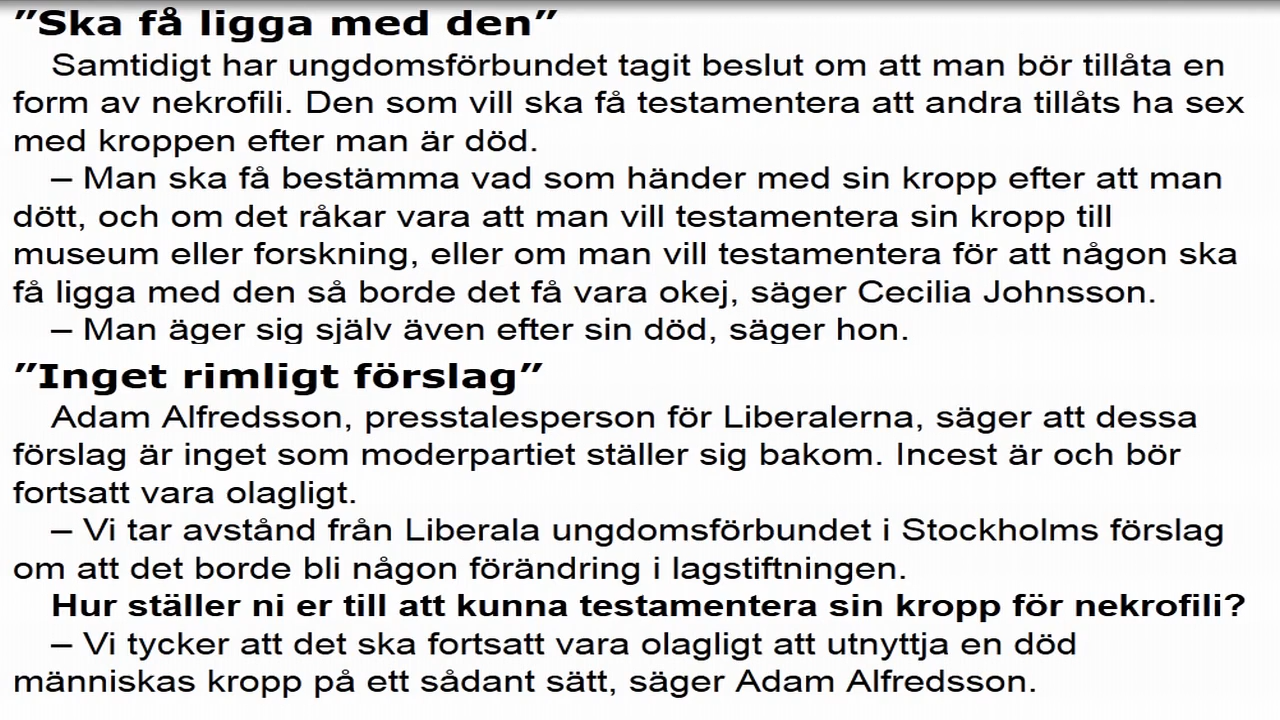 ”Ska få ligga med den”
Samtidigt har ungdomsförbundet tagit beslut om att man bör tillåta en
form av nekrofili. Den som vill ska få testamentera att andra tillåts ha sex
med kroppen efter man är död.
– Man ska få bestämma vad som händer med sin kropp efter att man
dött, och om det råkar vara att man vill testamentera sin kropp till
museum eller forskning, eller om man vill testamentera för att någon ska
få ligga med den så borde det få vara okej, säger Cecilia Johnsson.
– Man äger sig själv även efter sin död, säger hon.
”Inget rimligt förslag”
Adam Alfredsson, presstalesperson för Liberalerna, säger att dessa
förslag är inget som moderpartiet ställer sig bakom. Incest är och bör
fortsatt vara olagligt.
– Vi tar avstånd från Liberala ungdomsförbundet i Stockholms förslag
om att det borde bli någon förändring i lagstiftningen.
Hur ställer ni er till att kunna testamentera sin kropp för nekrofili?
– Vi tycker att det ska fortsatt vara olagligt att utnyttja en död
människas kropp på ett sådant sätt, säger Adam Alfredsson.